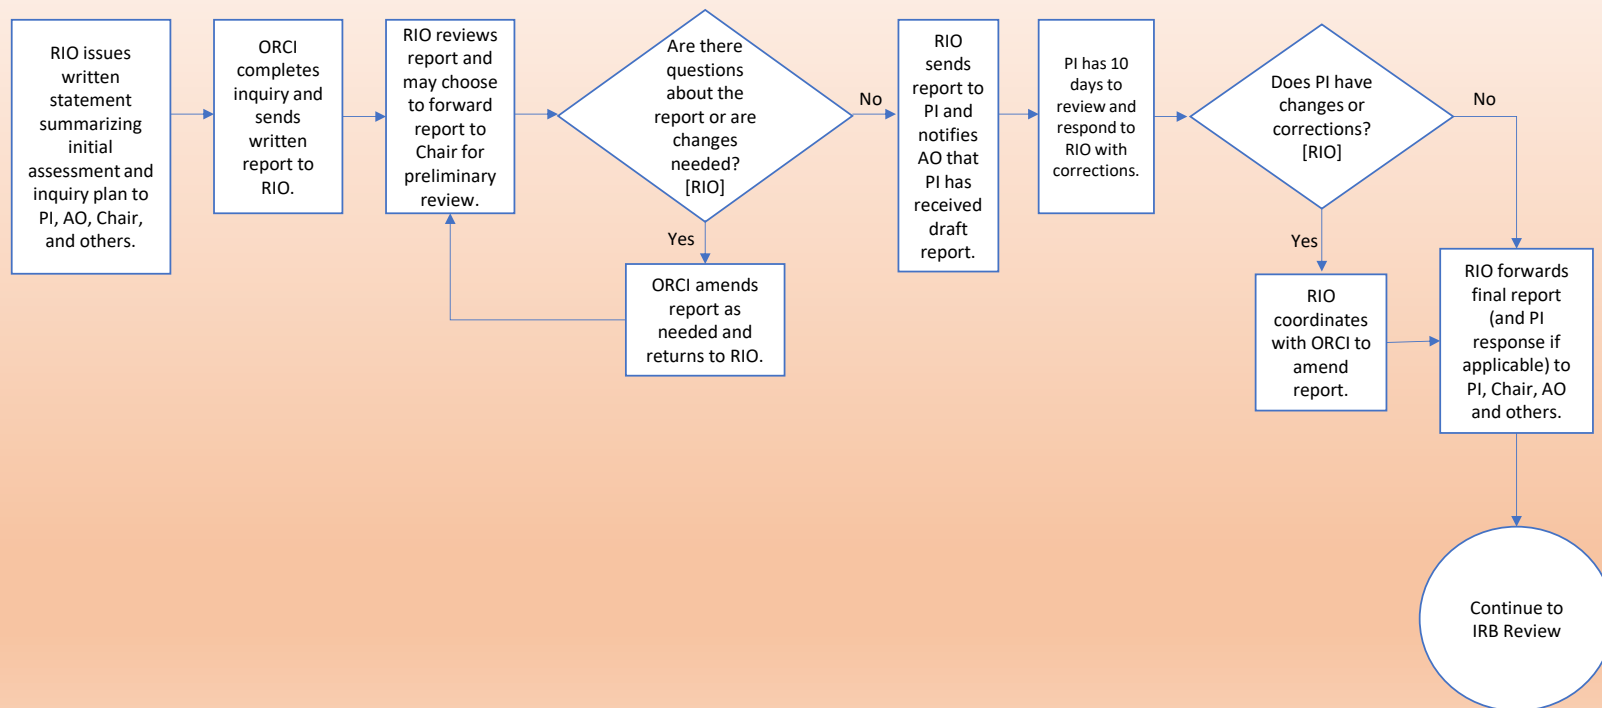 RIO issues
written
statement
summarizing
initial
assessment and
inquiry plan to
PI, AO, Chair,
and others.
ORCI
completes
inquiry and
sends
written
report to
RIO.
RIO reviews
report and
may choose
to forward
report to
Chair for
preliminary
review.
Are there
questions
about the
report or are
changes
needed?
[RIO]
No
Yes
ORCI amends
report as
needed and
returns to RIO.
RIO
sends
report to
PI and
notifies
AO that
PI has
received
draft
report.
PI has 10
days to
review and
respond to
RIO with
corrections.
Does PI have
changes or
corrections?
[RIO]
No
Yes
RIO
coordinates
with ORCI to
amend
report.
RIO forwards
final report
(and PI
response if
applicable) to
PI, Chair, AO
and others.
Continue to
IRB Review